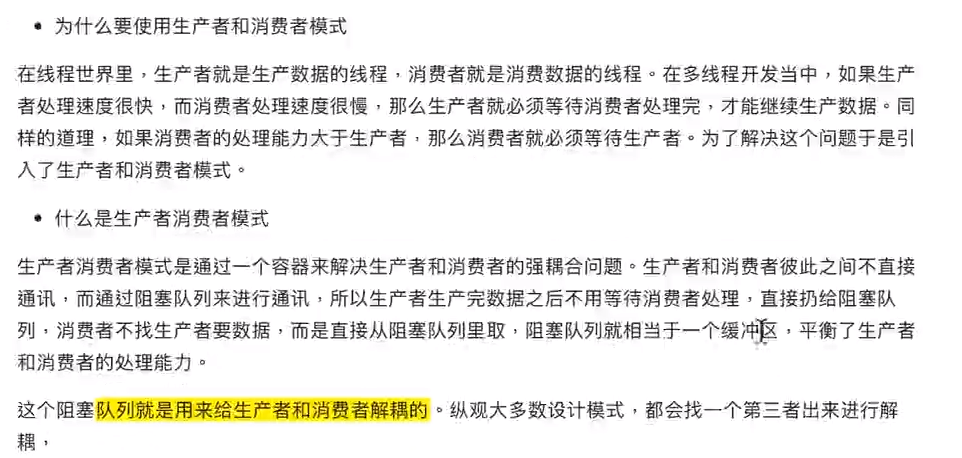 • 为什么要使用生产者和消费者模式
在线程世界里，生产者就是生产数据的线程，消费者就是消费数据的线程。在多线程开发当中，如果生产
者处理速度很快，而消费者处理速度很慢，那么生产者就必须等待消费者处理完，才能继续生产数据。同
样的道理，如果消费者的处理能力大于生产者，那么消费者就必须等待生产者。为了解决这个问题于是引
入了生产者和消费者模式。
• 什么是生产者消费者模式
生产者消费者模式是通过一个容器来解决生产者和消费者的强耦合问题。生产者和消费者彼此之间不直接
通讯，而通过阻塞队列来进行通讯，所以生产者生产完数据之后不用等待消费者处理，直接扔给阻塞队
列，消费者不找生产者要数据，而是直接从阻塞队列里取，阻塞队列就相当于一个缓冲区，平衡了生产者
和消费者的处理能力。
这个阻塞队列就是用来给生产者和消费者解耦的。纵观大多数设计模式，都会找一个第三者出来进行解
耦，